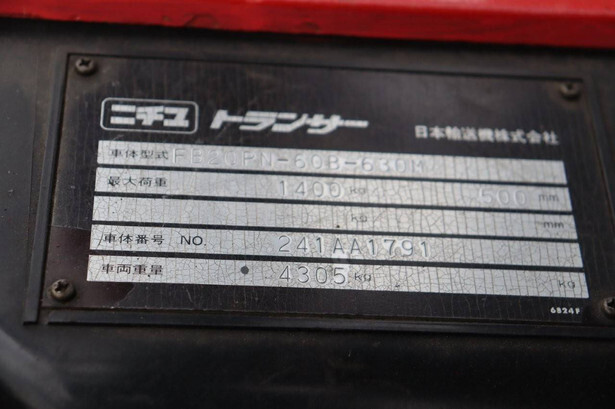 ニチユ トランサー 日本輸送機株式会社
車体型式 FB20PN-60B-630M
最大荷重 1400 kg 500 mm
kg mm
車体番号 NO. 241AA1791
車両重量 4305 kg kg
6824F